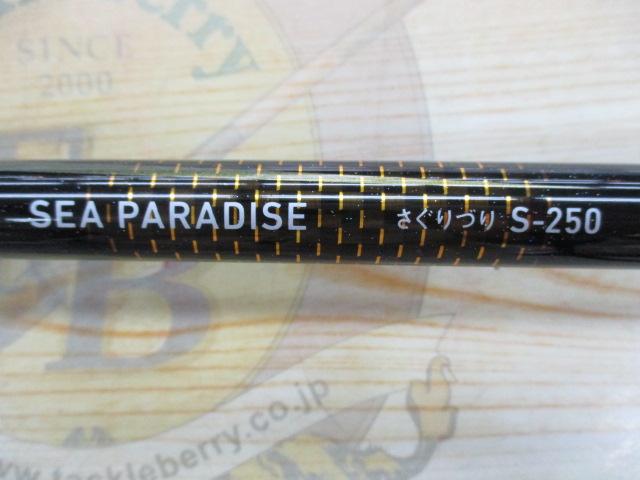 SINCE
2000
SEA PARADISE さぐりづり S-250
www.tackleberry.co.jp